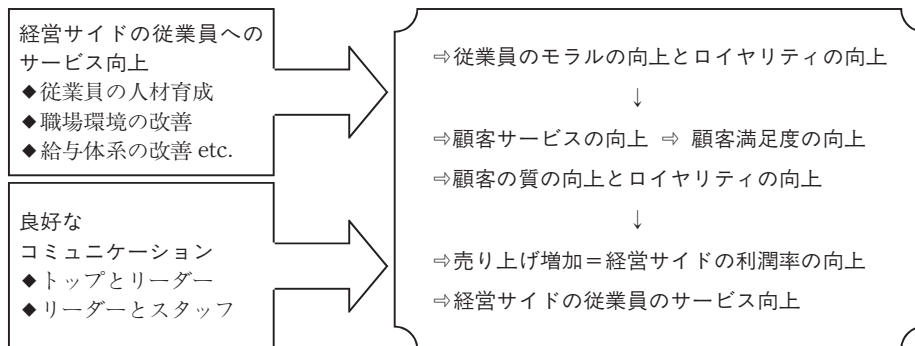 経営サイドの従業員への
サービス向上
◆従業員の人材育成
◆職場環境の改善
◆給与体系の改善 etc.
良好な
コミュニケーション
◆トップとリーダー
◆リーダーとスタッフ
⇨従業員のモラルの向上とロイヤリティの向上
↓
⇨顧客サービスの向上 ⇨ 顧客満足度の向上
⇨顧客の質の向上とロイヤリティの向上
↓
⇨売り上げ増加＝経営サイドの利潤率の向上
⇨経営サイドの従業員のサービス向上